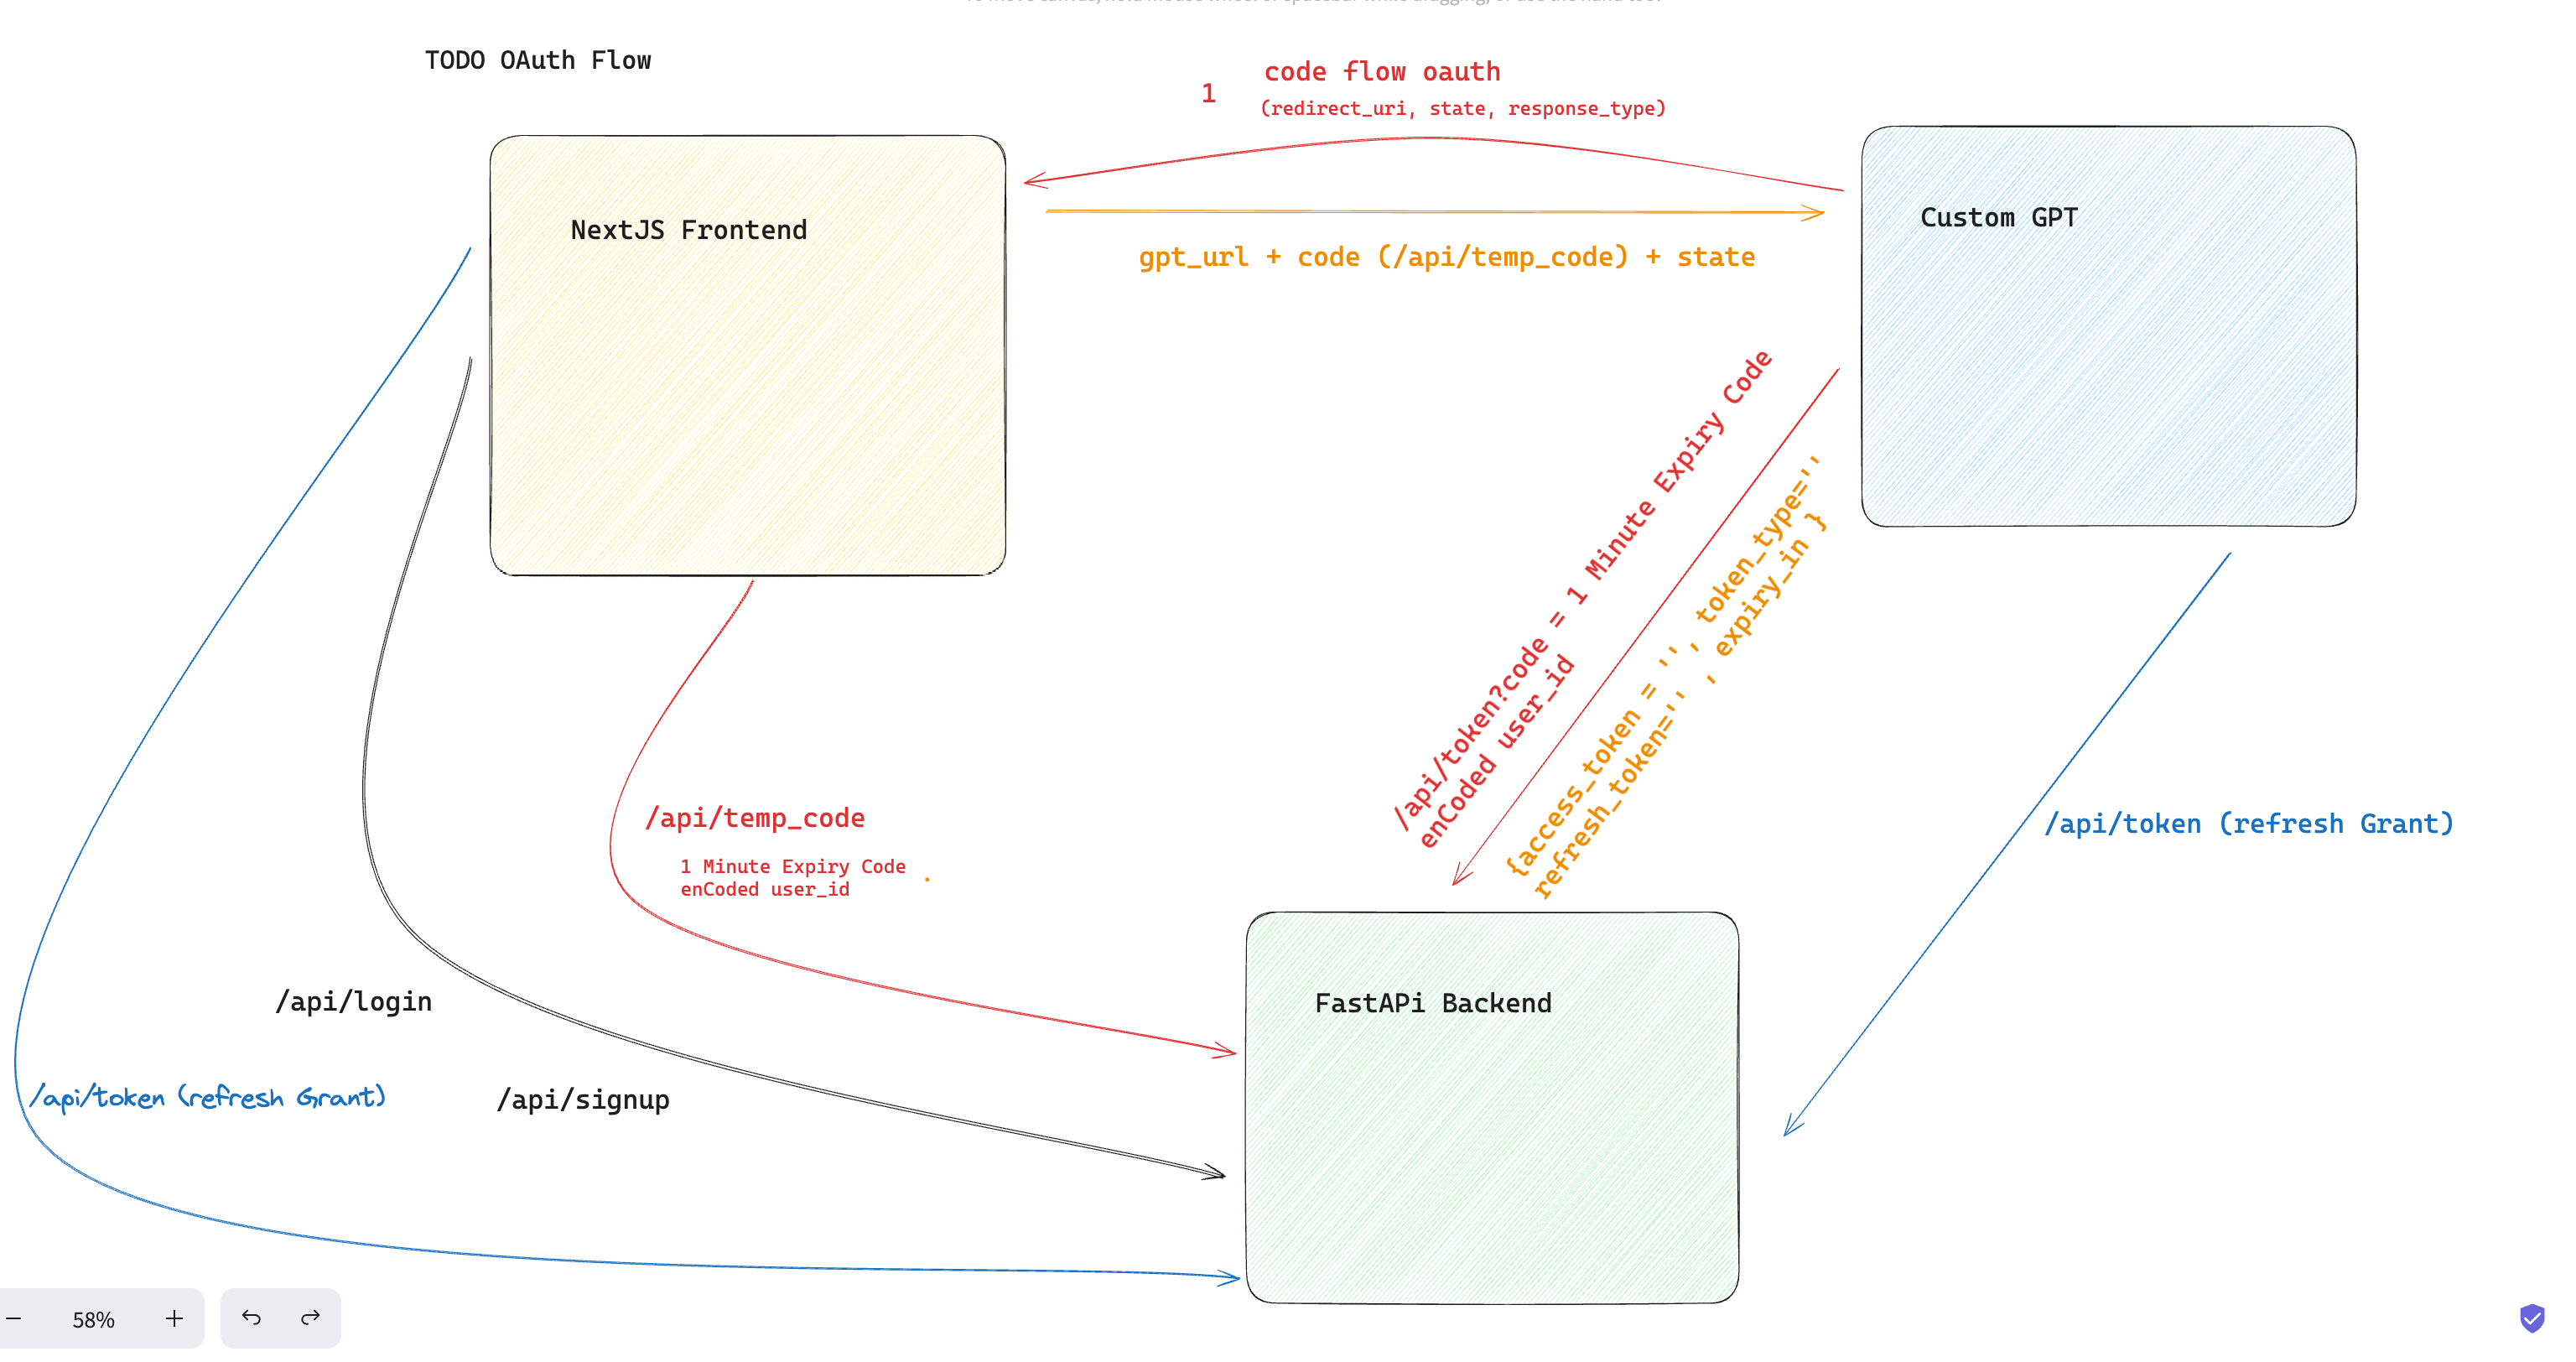 TODO OAuth Flow
1
code flow oauth
(redirect_uri, state, response_type)
NextJS Frontend
Custom GPT
gpt_url + code (/api/temp_code) + state
/api/token?code = 1 Minute Expiry Code
enCoded user_id
{access_token = '', token_type=''
refresh_token='' , expiry_in }
/api/temp_code
1 Minute Expiry Code
enCoded user_id
/api/token (refresh Grant)
/api/login
FastAPi Backend
/api/token (refresh Grant)
/api/signup
58%